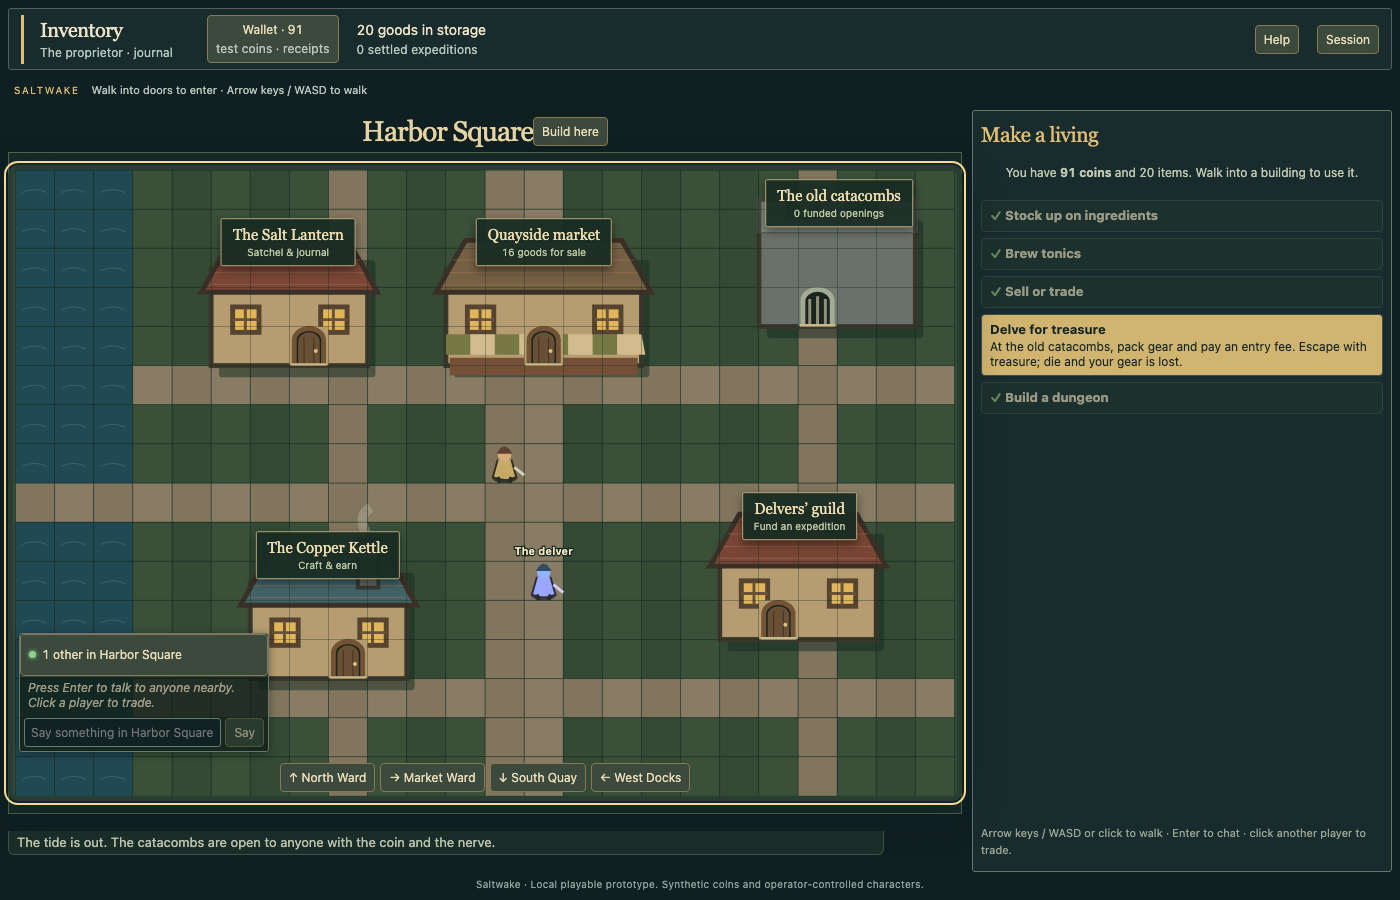 Inventory
The proprietor · journal
Wallet · 91
test coins · receipts
20 goods in storage
0 settled expeditions
Help
Session
SALTWAKE
Walk into doors to enter · Arrow keys / WASD to walk
Harbor Square
Build here
The Salt Lantern
Satchel & journal
Quayside market
16 goods for sale
The old catacombs
0 funded openings
The Copper Kettle
Craft & earn
The delver
Delvers’ guild
Fund an expedition
1 other in Harbor Square
Press Enter to talk to anyone nearby.
Click a player to trade.
Say something in Harbor Square
Say
↑ North Ward
→ Market Ward
↓ South Quay
← West Docks
The tide is out. The catacombs are open to anyone with the coin and the nerve.
Make a living
You have 91 coins and 20 items. Walk into a building to use it.
✓ Stock up on ingredients
✓ Brew tonics
✓ Sell or trade
Delve for treasure
At the old catacombs, pack gear and pay an entry fee. Escape with
treasure; die and your gear is lost.
✓ Build a dungeon
Arrow keys / WASD or click to walk · Enter to chat · click another player to
trade.
Saltwake · Local playable prototype. Synthetic coins and operator-controlled characters.